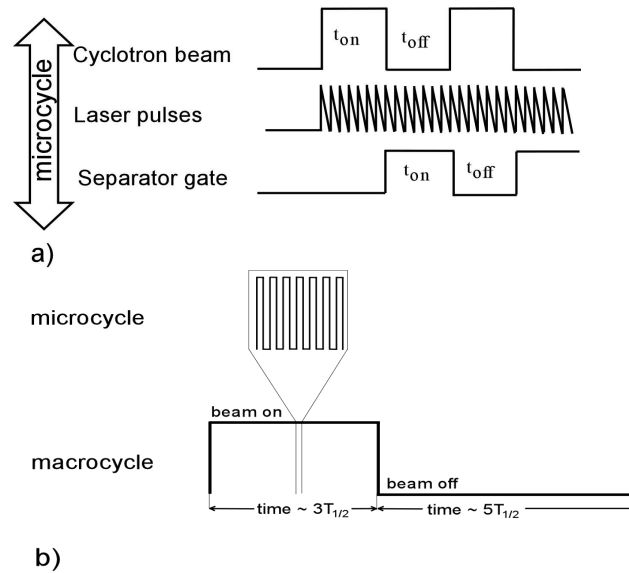 microcycle
Cyclotron beam
t_on
t_off
Laser pulses
Separator gate
t_on
t_off
a)
microcycle
beam on
macrocycle
beam off
time ~ 3T_1/2
time ~ 5T_1/2
b)